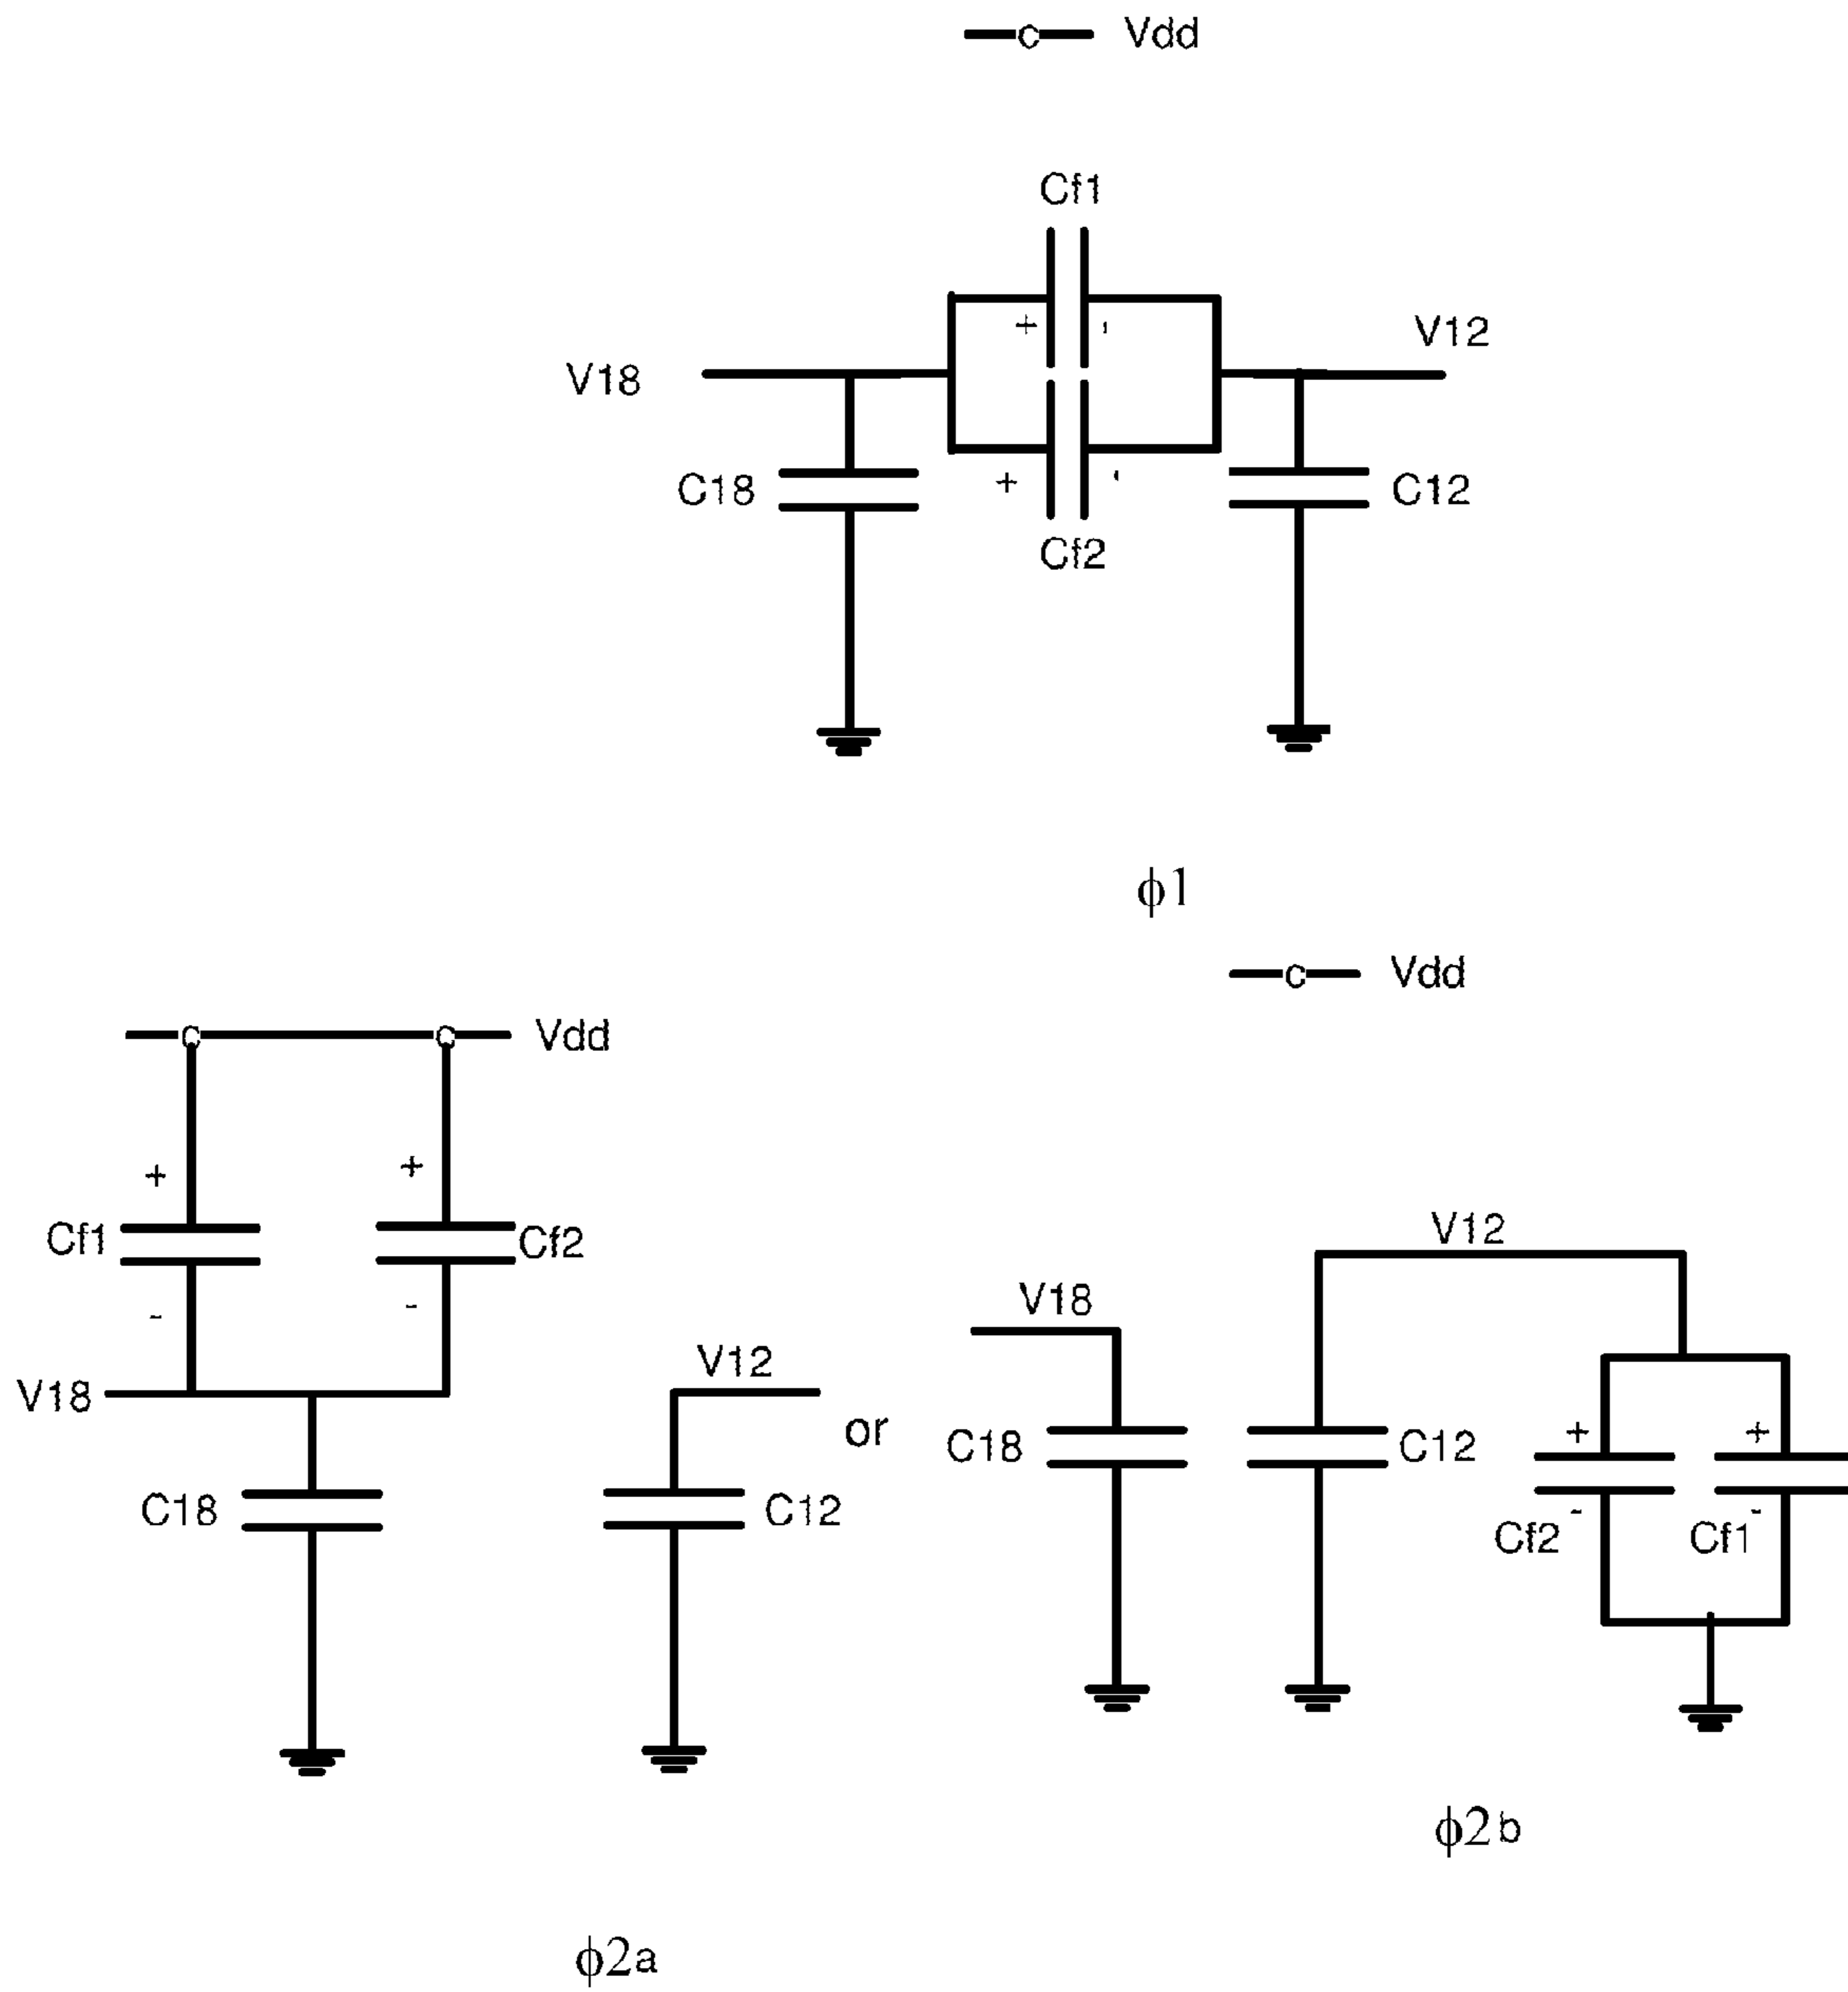 c Vdd
Cf1
+ -
V18
V12
C18
+ -
C12
Cf2
ϕ1
c Vdd
c c Vdd
+ +
Cf1
Cf2
- -
V18
V12
or
C18
C12
ϕ2a
V12
V18
C18
C12
+ +
- -
Cf2
Cf1
ϕ2b